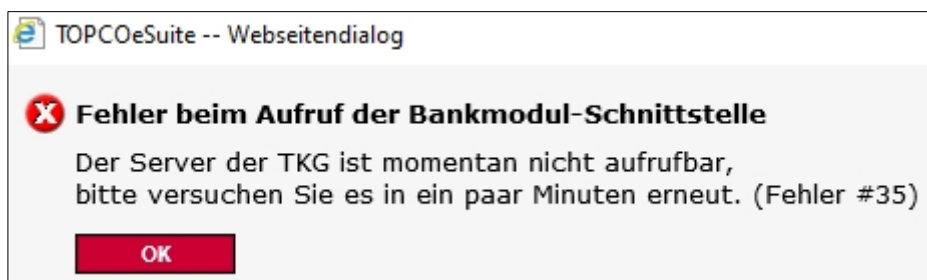 TOPCOeSuite -- Webseitendialog
Fehler beim Aufruf der Bankmodul-Schnittstelle
Der Server der TKG ist momentan nicht aufrufbar,
bitte versuchen Sie es in ein paar Minuten erneut. (Fehler #35)
OK